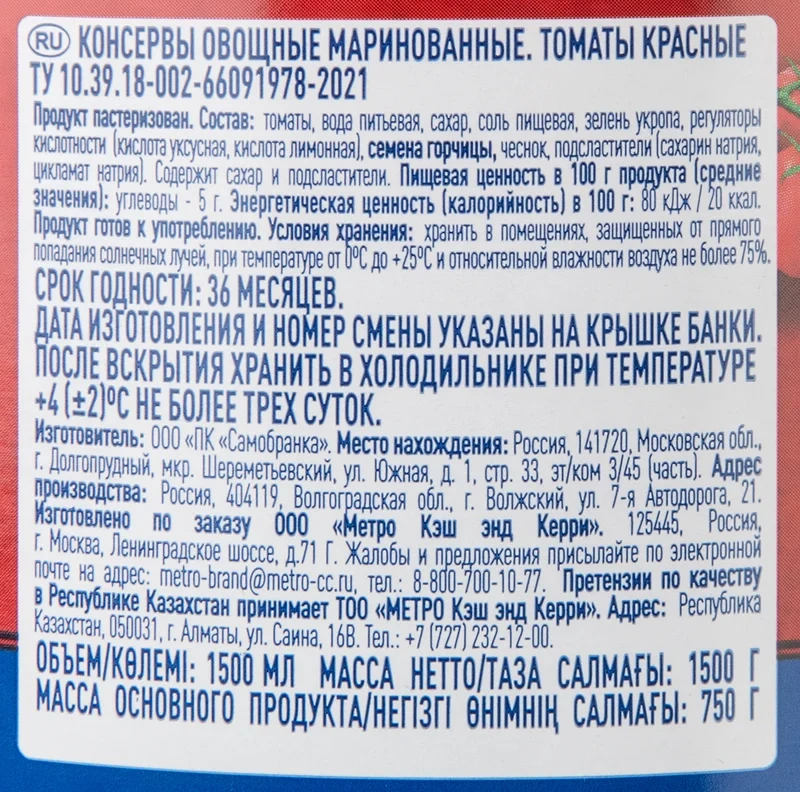 RU КОНСЕРВЫ ОВОЩНЫЕ МАРИНОВАННЫЕ. ТОМАТЫ КРАСНЫЕ
ТУ 10.39.18-002-66091978-2021
Продукт пастеризован. Состав: томаты, вода питьевая, сахар, соль пищевая, зелень укропа, регуляторы
кислотности (кислота уксусная, кислота лимонная), семена горчицы, чеснок, подсластители (сахарин натрия,
цикламат натрия). Содержит сахар и подсластители. Пищевая ценность в 100 г продукта (средние
значения): углеводы - 5 г. Энергетическая ценность (калорийность) в 100 г: 80 кДж / 20 ккал.
Продукт готов к употреблению. Условия хранения: хранить в помещениях, защищенных от прямого
попадания солнечных лучей, при температуре от 0°С до +25°С и относительной влажности воздуха не более 75%.
СРОК ГОДНОСТИ: 36 МЕСЯЦЕВ.
ДАТА ИЗГОТОВЛЕНИЯ И НОМЕР СМЕНЫ УКАЗАНЫ НА КРЫШКЕ БАНКИ.
ПОСЛЕ ВСКРЫТИЯ ХРАНИТЬ В ХОЛОДИЛЬНИКЕ ПРИ ТЕМПЕРАТУРЕ
+4 (±2)°С НЕ БОЛЕЕ ТРЕХ СУТОК.
Изготовитель: ООО «ПК «Самобранка». Место нахождения: Россия, 141720, Московская обл.,
г. Долгопрудный, мкр. Шереметьевский, ул. Южная, д. 1, стр. 33, эт/ком 3/45 (часть). Адрес
производства: Россия, 404119, Волгоградская обл., г. Волжский, ул. 7-я Автодорога, 21.
Изготовлено по заказу ООО «Метро Кэш энд Керри». 125445, Россия,
г. Москва, Ленинградское шоссе, д.71 Г. Жалобы и предложения присылайте по электронной
почте на адрес: metro-brand@metro-cc.ru, тел.: 8-800-700-10-77. Претензии по качеству
в Республике Казахстан принимает ТОО «МЕТРО Кэш энд Керри». Адрес: Республика
Казахстан, 050031, г. Алматы, ул. Саина, 16В. Тел.: +7 (727) 232-12-00.
ОБЪЕМ/КӨЛЕМІ: 1500 МЛ МАССА НЕТТО/ТАЗА САЛМАҒЫ: 1500 Г
МАССА ОСНОВНОГО ПРОДУКТА/НЕГІЗГІ ӨНІМНІҢ САЛМАҒЫ: 750 Г